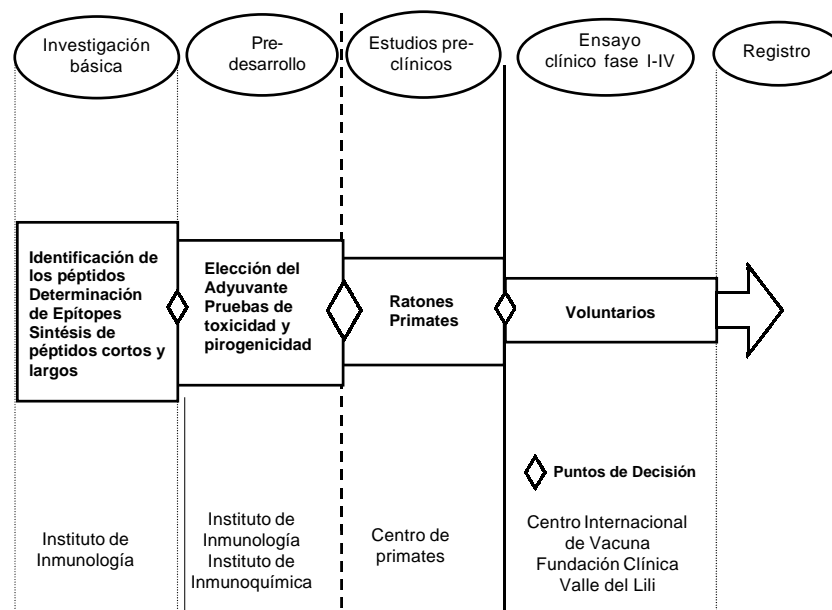 Investigación
básica
Pre-
desarrollo
Estudios pre-
clínicos
Ensayo
clínico fase I-IV
Registro
Identificación de
los péptidos
Determinación
de Epítopes
Sintésis de
péptidos cortos y
largos
Elección del
Adyuvante
Pruebas de
toxicidad y
pirogenicidad
Ratones
Primates
Voluntarios
Puntos de Decisión
Instituto de
Inmunología
Instituto de
Inmunología
Instituto de
Inmunoquímica
Centro de
primates
Centro Internacional
de Vacuna
Fundación Clínica
Valle del Lili